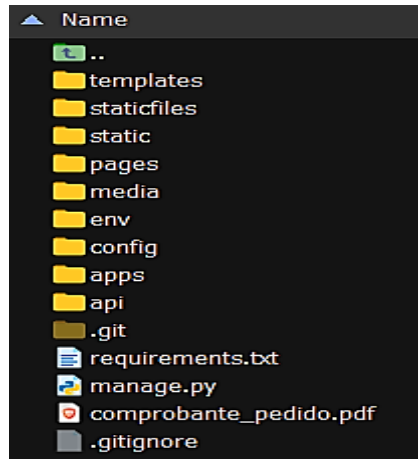 Name
..
templates
staticfiles
static
pages
media
env
config
apps
api
.git
requirements.txt
manage.py
comprobante_pedido.pdf
.gitignore